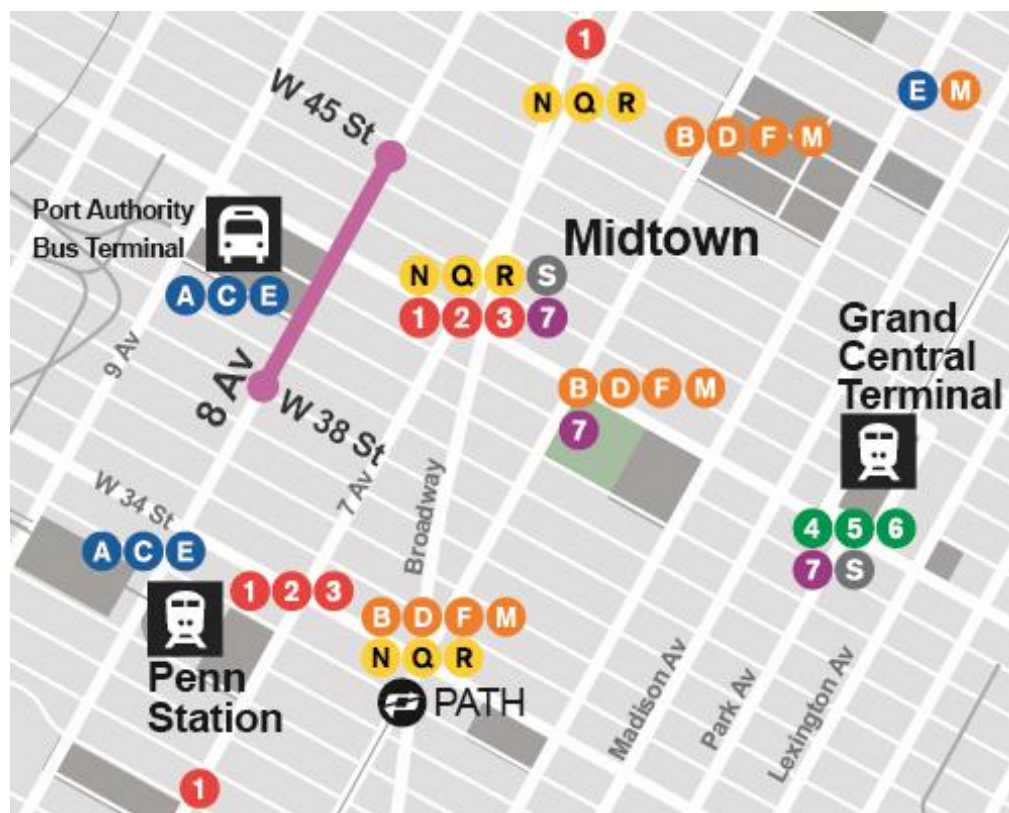 1
N Q R
E M
B D F M
W 45 St
Port Authority
Bus Terminal
A C E
Midtown
N Q R S
1 2 3 7
Grand
Central
Terminal
9 Av
8 Av
W 38 St
B D F M
7
7 Av
W 34 St
Broadway
4 5 6
7 S
A C E
1 2 3
B D F M
N Q R
PATH
Penn
Station
Madison Av
Park Av
Lexington Av
1